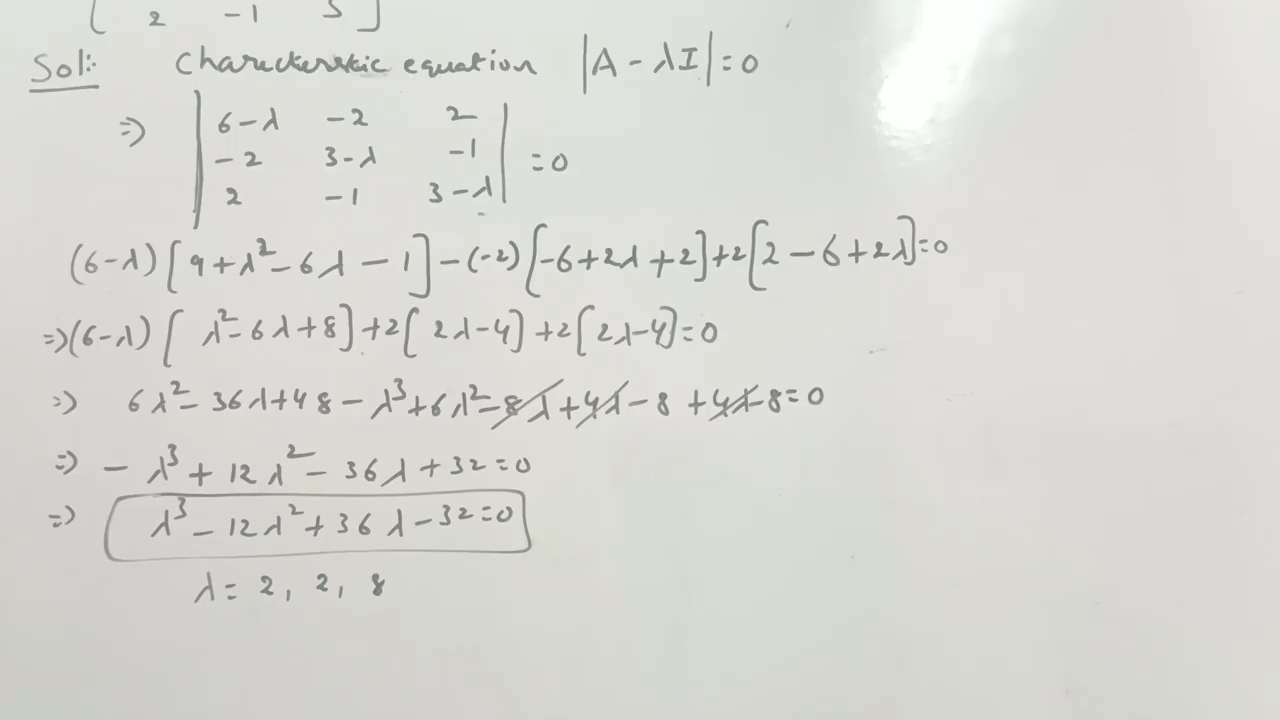 2 -1 3 ]
Sol:- Charecterstic equation |A - λI| = 0
⇒ | 6-λ -2 2 |
| -2 3-λ -1 | = 0
| 2 -1 3-λ |
(6-λ) [9+λ²-6λ-1] - (-2) [-6+2λ+2] + 2 [2-6+2λ] = 0
⇒ (6-λ) [λ²-6λ+8] + 2 [2λ-4] + 2 [2λ-4] = 0
⇒ 6λ² - 36λ + 48 - λ³ + 6λ² - 8λ + 4λ - 8 + 4λ - 8 = 0
⇒ - λ³ + 12λ² - 36λ + 32 = 0
⇒ λ³ - 12λ² + 36λ - 32 = 0
λ = 2, 2, 8